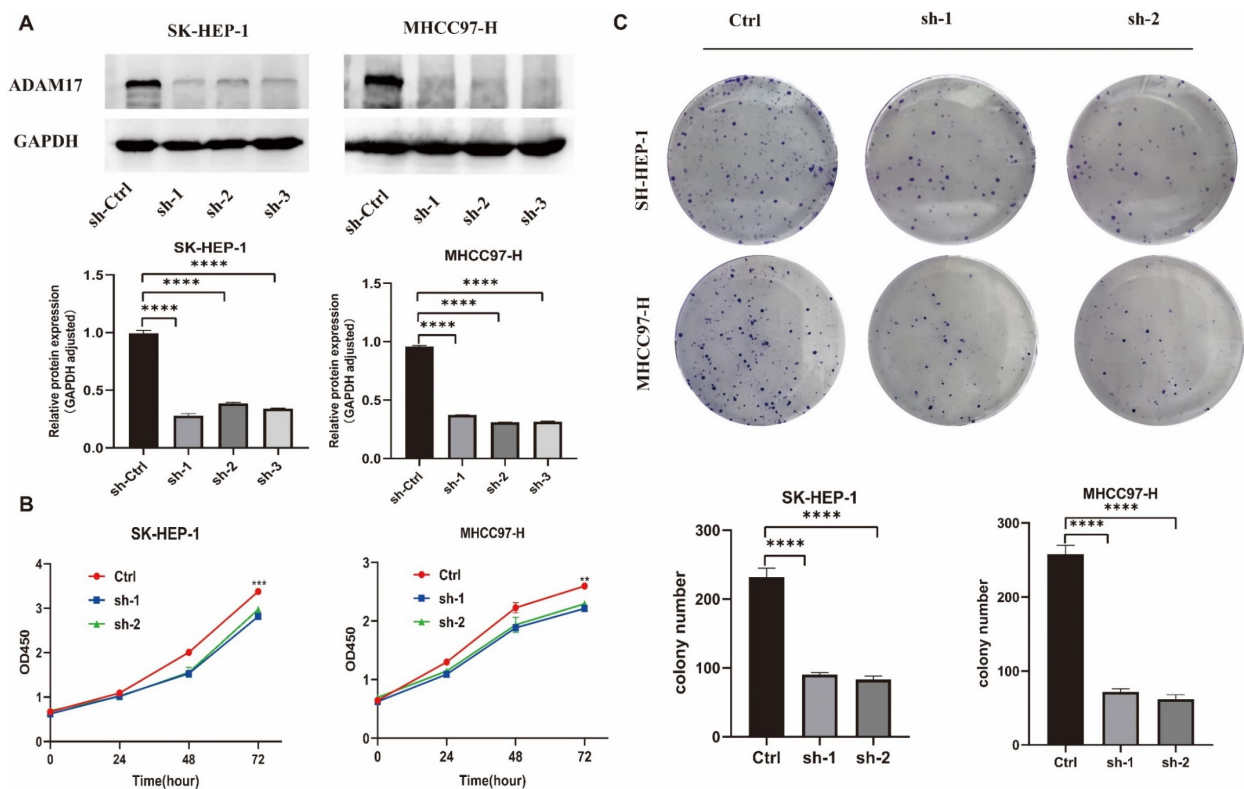 A
SK-HEP-1
MHCC97-H
ADAM17
GAPDH
sh-Ctrl
sh-1
sh-2
sh-3
sh-Ctrl
sh-1
sh-2
sh-3
SK-HEP-1
Relative protein expression
(GAPDH adjusted)
1.5
1.0
0.5
0.0
****
****
****
sh-Ctrl
sh-1
sh-2
sh-3
MHCC97-H
Relative protein expression
(GAPDH adjusted)
1.5
1.0
0.5
0.0
****
****
****
sh-Ctrl
sh-1
sh-2
sh-3
B
SK-HEP-1
OD450
4
3
2
1
0
Ctrl
sh-1
sh-2
***
0
24
48
72
Time(hour)
MHCC97-H
OD450
3
2
1
0
Ctrl
sh-1
sh-2
**
0
24
48
72
Time(hour)
C
Ctrl
sh-1
sh-2
SH-HEP-1
MHCC97-H
SK-HEP-1
colony number
300
200
100
0
****
****
Ctrl
sh-1
sh-2
MHCC97-H
colony number
300
200
100
0
****
****
Ctrl
sh-1
sh-2